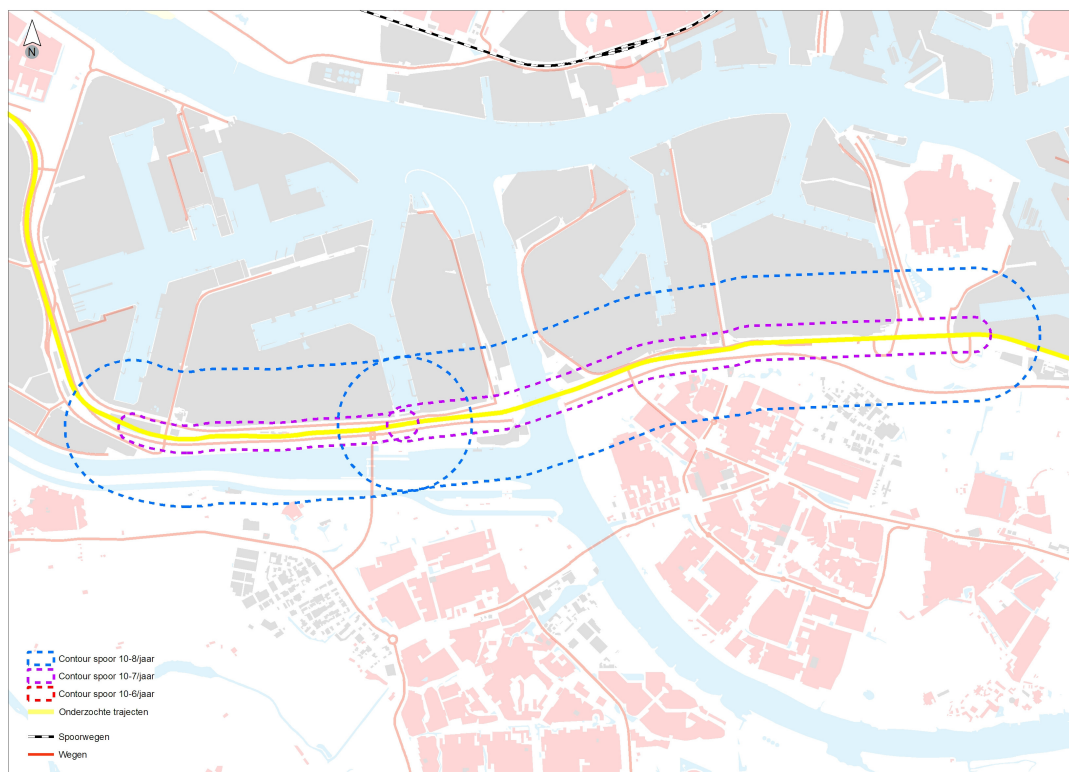 N
Contour spoor 10-8/jaar
Contour spoor 10-7/jaar
Contour spoor 10-6/jaar
Onderzochte trajecten
Spoorwegen
Wegen